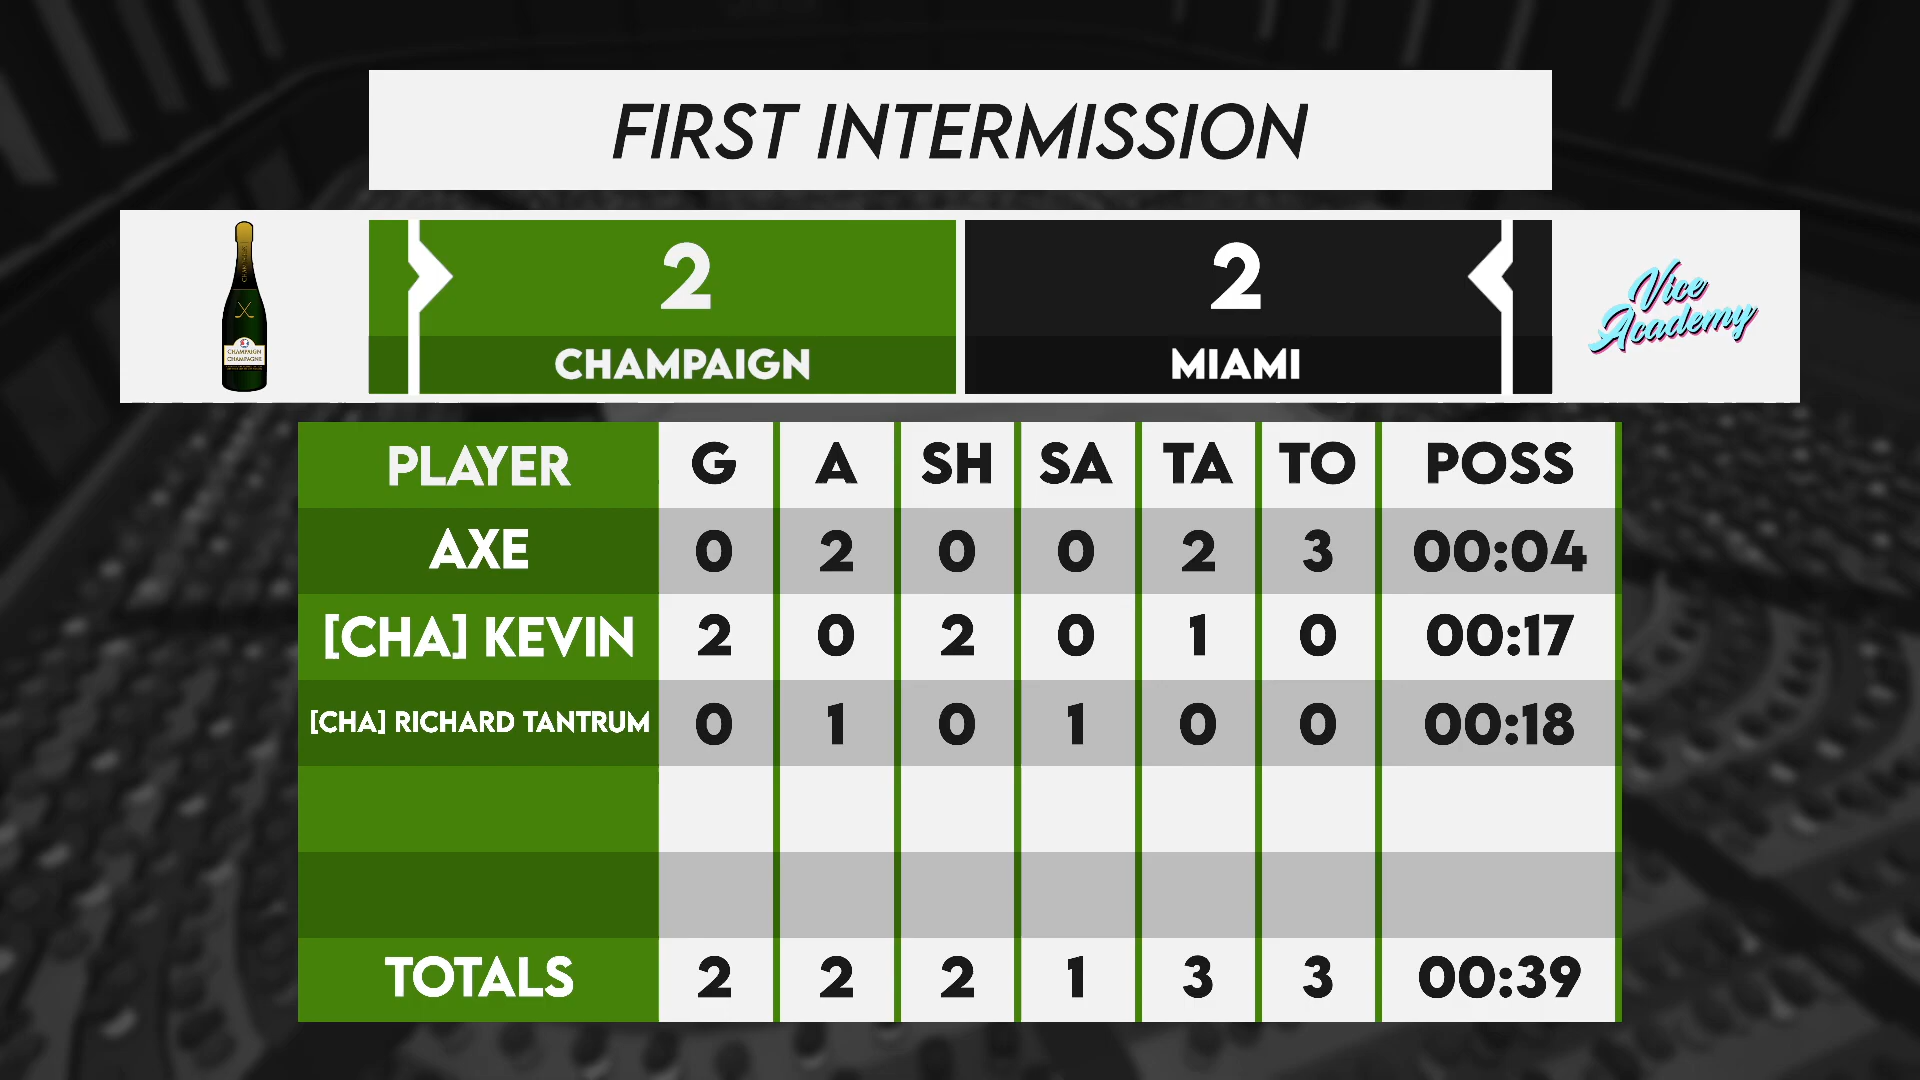 FIRST INTERMISSION
2
CHAMPAIGN
2
MIAMI
Vice
Academy
CHAMPAIGN
CHAMPAGNE
PLAYER G A SH SA TA TO POSS
AXE 0 2 0 0 2 3 00:04
[CHA] KEVIN 2 0 2 0 1 0 00:17
[CHA] RICHARD TANTRUM 0 1 0 1 0 0 00:18
TOTALS 2 2 2 1 3 3 00:39